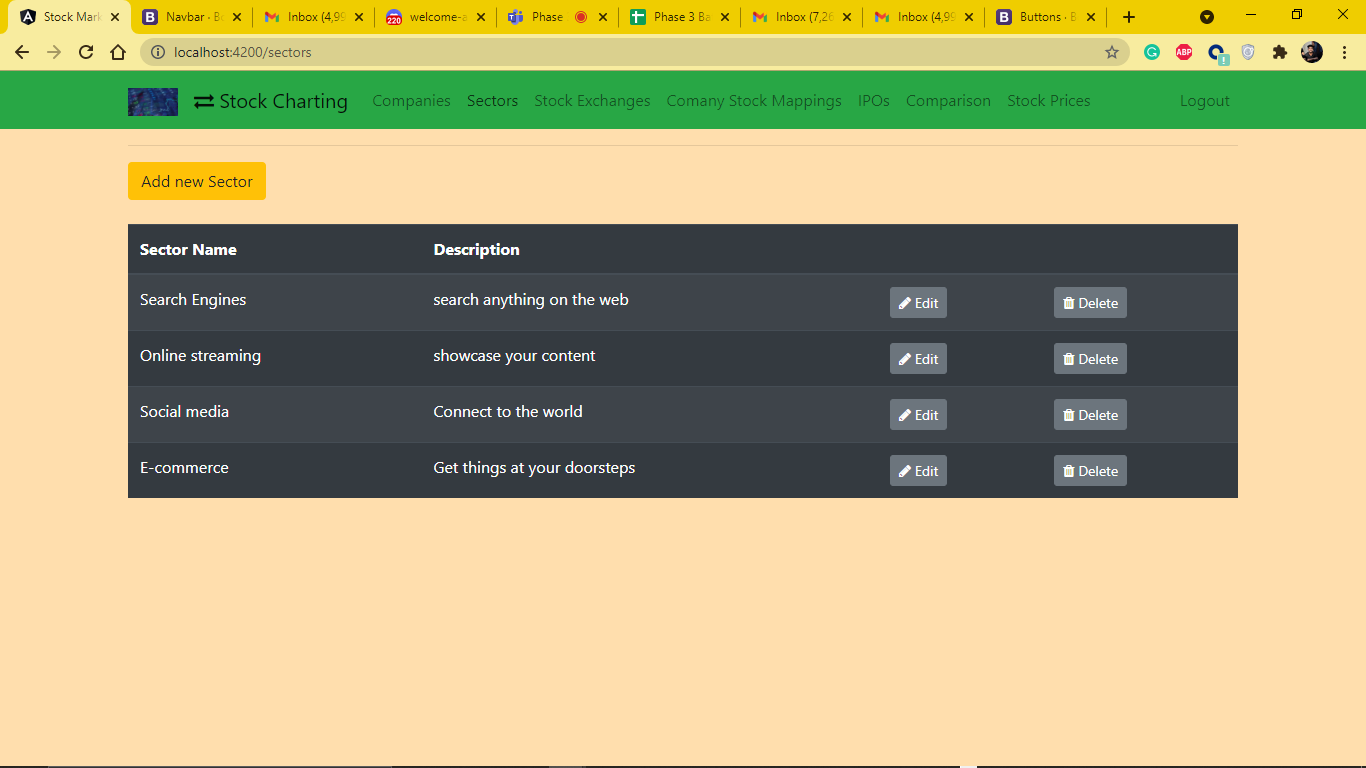 Stock Mark
Navbar · B
Inbox (4,99
220
welcome-a
Phase
Phase 3 Ba
Inbox (7,26
Inbox (4,99
Buttons · B
localhost:4200/sectors
ABP
Stock Charting
Companies
Sectors
Stock Exchanges
Comany Stock Mappings
IPOs
Comparison
Stock Prices
Logout
Add new Sector
Sector Name Description
Search Engines search anything on the web Edit Delete
Online streaming showcase your content Edit Delete
Social media Connect to the world Edit Delete
E-commerce Get things at your doorsteps Edit Delete